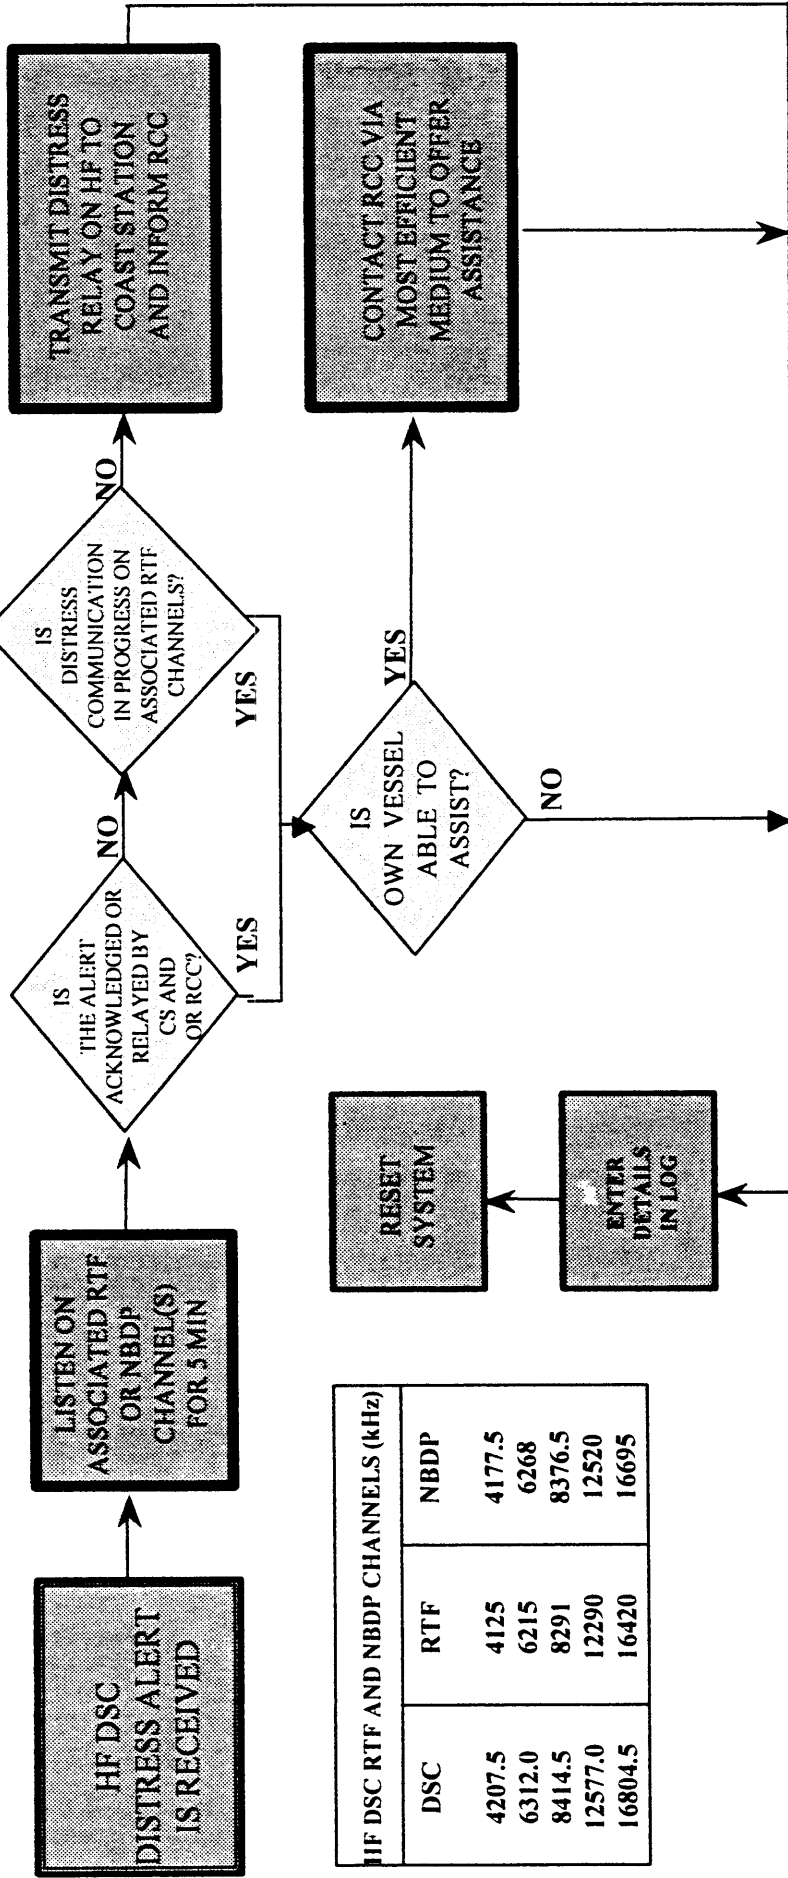 HF DSC
DISTRESS ALERT
IS RECEIVED
LISTEN ON
ASSOCIATED RTF
OR NBDP
CHANNEL(S)
FOR 5 MIN
IS
THE ALERT
ACKNOWLEDGED OR
RELAYED BY
CS AND
OR RCC?
NO
YES
IS
DISTRESS
COMMUNICATION
IN PROGRESS ON
ASSOCIATED RTF
CHANNELS?
NO
YES
TRANSMIT DISTRESS
RELAY ON HF TO
COAST STATION
AND INFORM RCC
IS
OWN VESSEL
ABLE TO
ASSIST?
YES
NO
CONTACT RCC VIA
MOST EFFICIENT
MEDIUM TO OFFER
ASSISTANCE
RESET
SYSTEM
ENTER
DETAILS
IN LOG
HF DSC RTF AND NBDP CHANNELS (kHz)
DSC RTF NBDP
4207.5 4125 4177.5
6312.0 6215 6268
8414.5 8291 8376.5
12577.0 12290 12520
16804.5 16420 16695